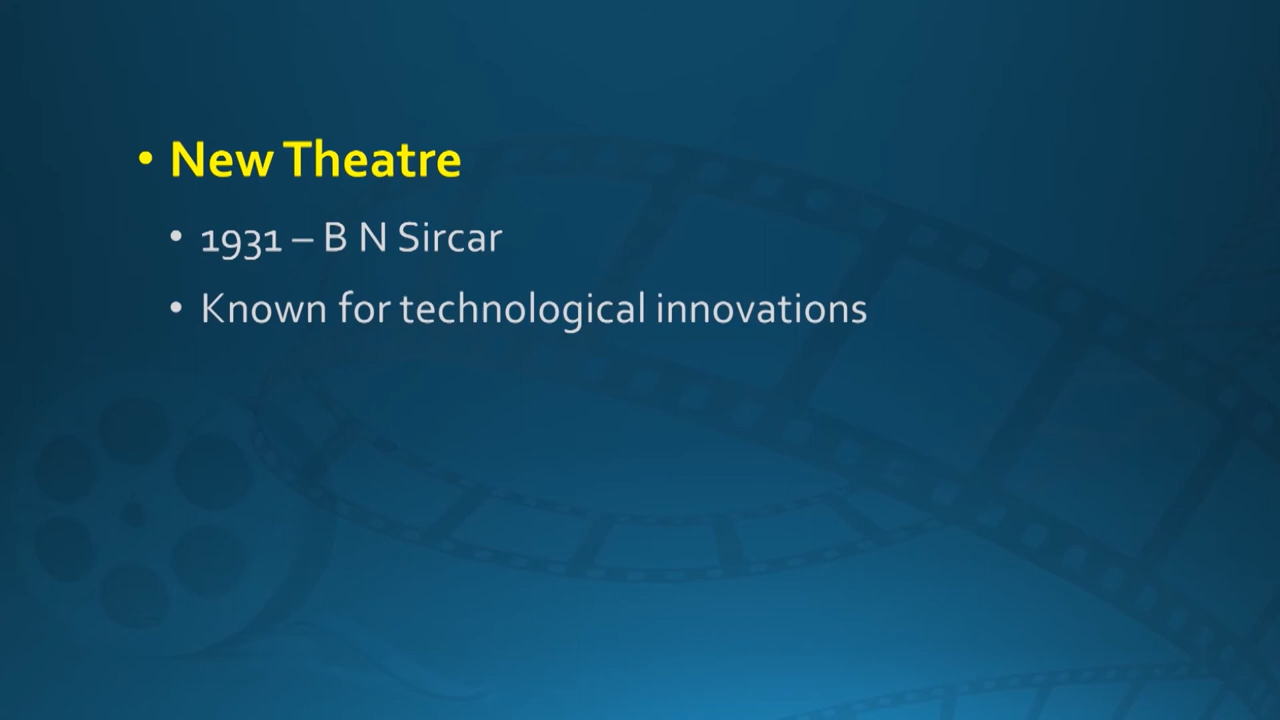 • New Theatre
• 1931 – B N Sircar
• Known for technological innovations